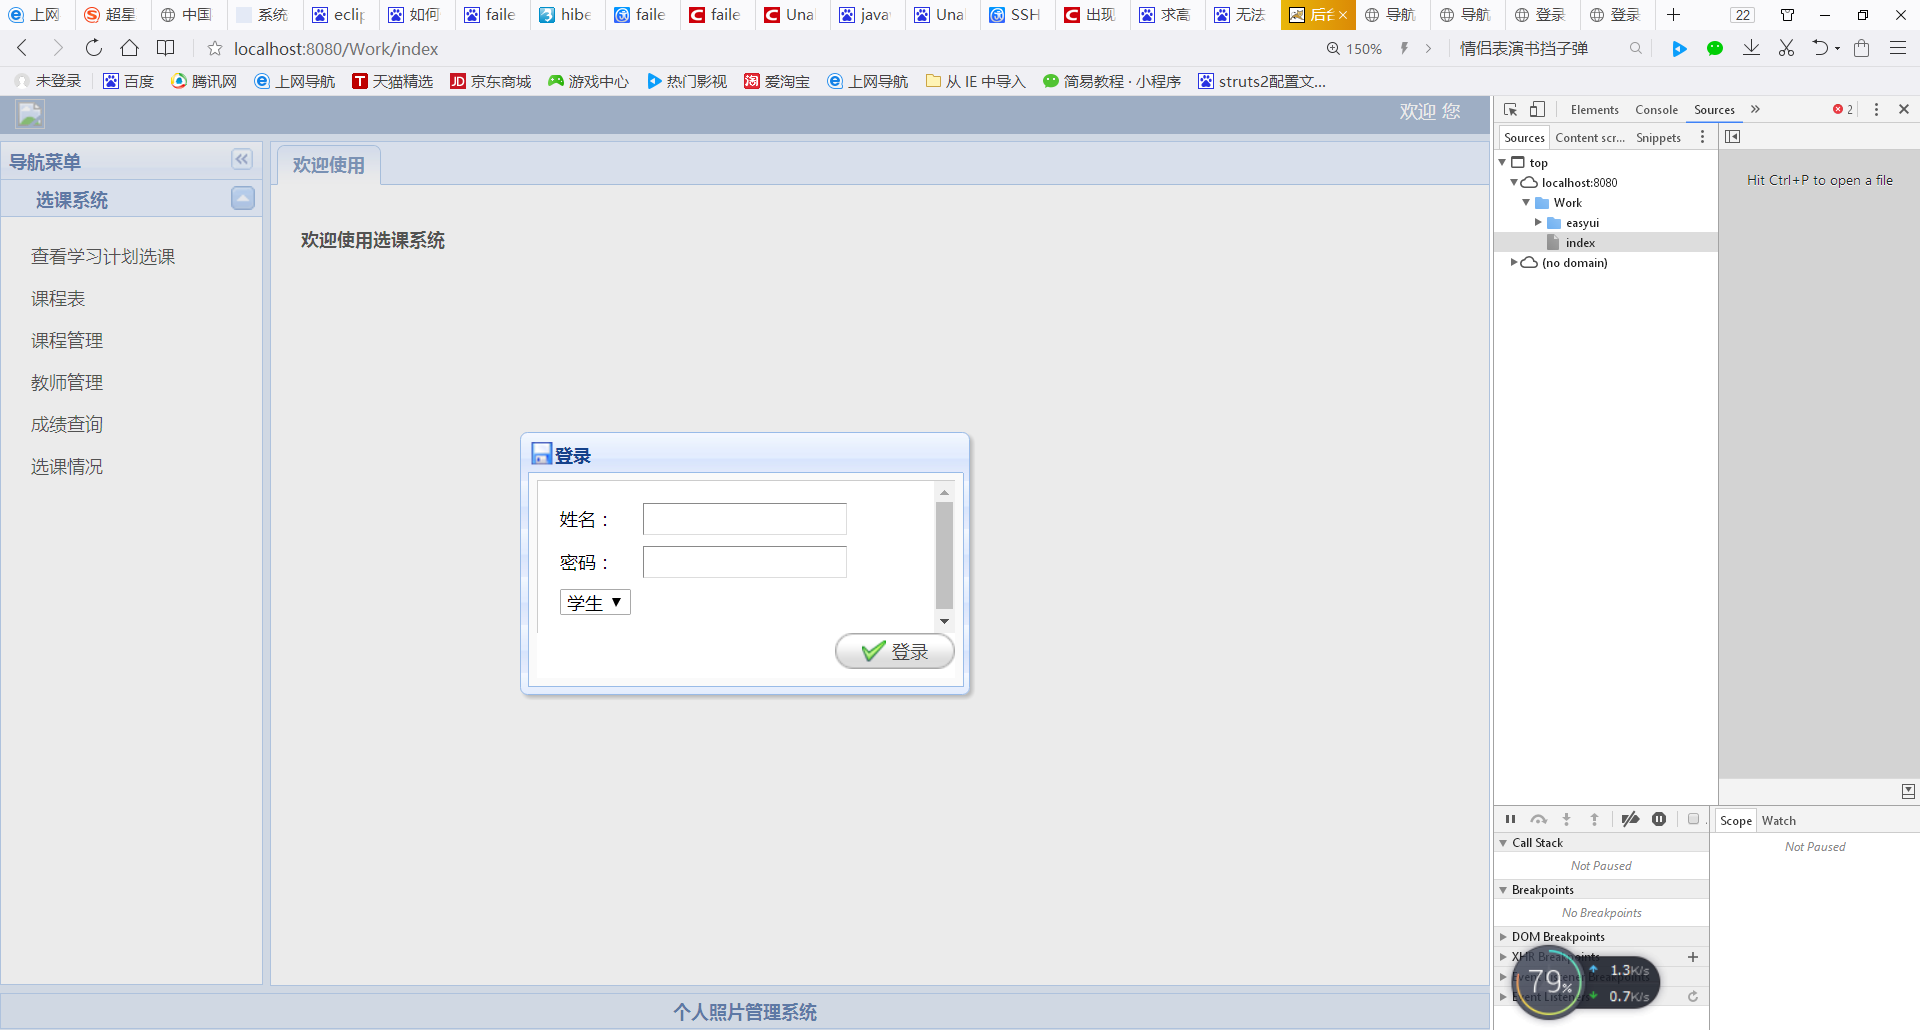 上网 超星 中国 系统 eclip 如何 faile hibe faile faile Unal java Una SSH 出现 求高 无法 后台 导航 导航 登录 登录 22
localhost:8080/Work/index 150% 情侣表演书挡子弹
未登录 百度 腾讯网 上网导航 天猫精选 京东商城 游戏中心 热门影视 爱淘宝 上网导航 从 IE 中导入 简易教程 · 小程序 struts2配置文...
欢迎 您
导航菜单
选课系统
查看学习计划选课
课程表
课程管理
教师管理
成绩查询
选课情况
欢迎使用
欢迎使用选课系统
登录
姓名：
密码：
学生
登录
个人照片管理系统
Elements Console Sources 2
Sources Content scr... Snippets
top
localhost:8080
Work
easyui
index
(no domain)
Hit Ctrl+P to open a file
Call Stack
Not Paused
Breakpoints
No Breakpoints
DOM Breakpoints
XHR Breakpoints
Event Listener Breakpoints
Event Listeners
Scope Watch
Not Paused
79%
1.3K/s
0.7K/s